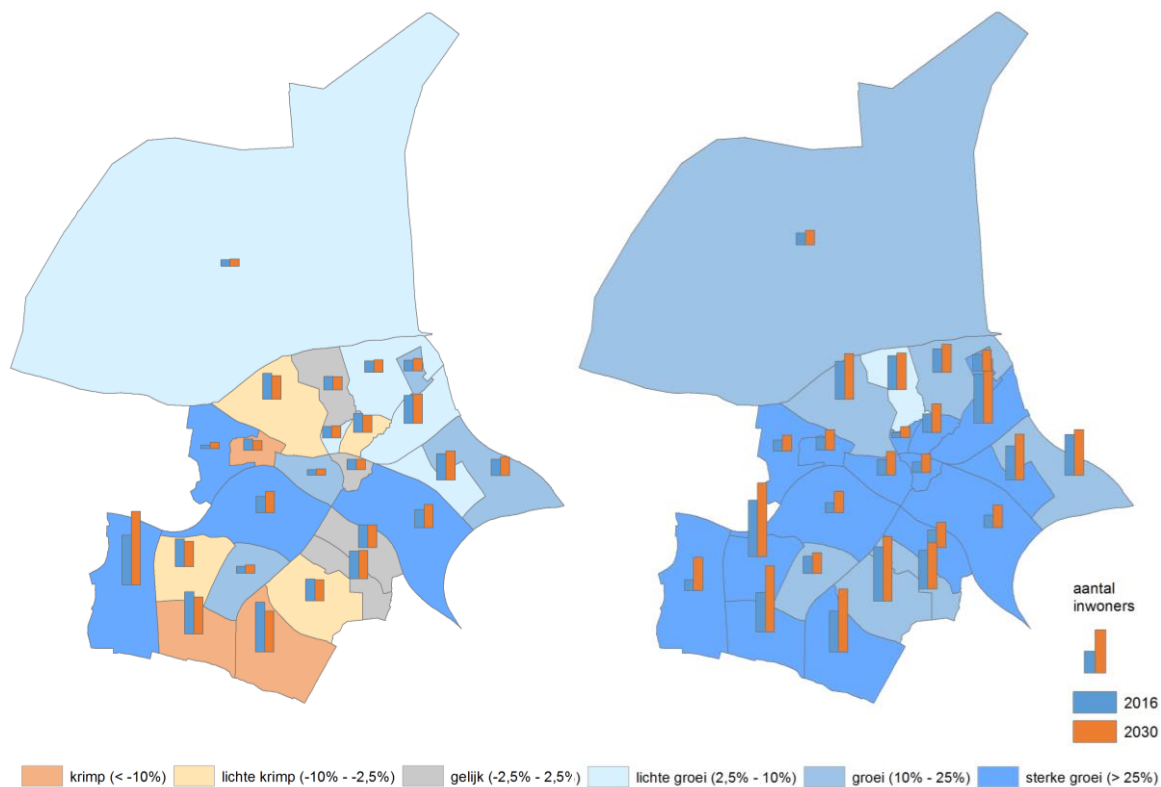 aantal
inwoners
2016
2030
krimp (< -10%) lichte krimp (-10% - -2,5%) gelijk (-2,5% - 2,5%) lichte groei (2,5% - 10%) groei (10% - 25%) sterke groei (> 25%)